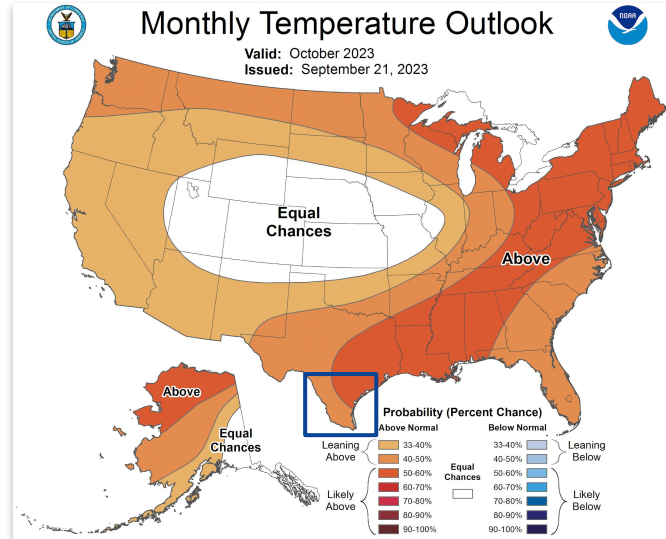 Monthly Temperature Outlook
NOAA
Valid: October 2023
Issued: September 21, 2023
Equal
Chances
Above
Above
Equal
Chances
Probability (Percent Chance)
Above Normal
Below Normal
Leaning
Above
33-40%
40-50%
Likely
Above
50-60%
60-70%
70-80%
80-90%
90-100%
Equal
Chances
33-40%
40-50%
Leaning
Below
50-60%
60-70%
70-80%
80-90%
90-100%
Likely
Below